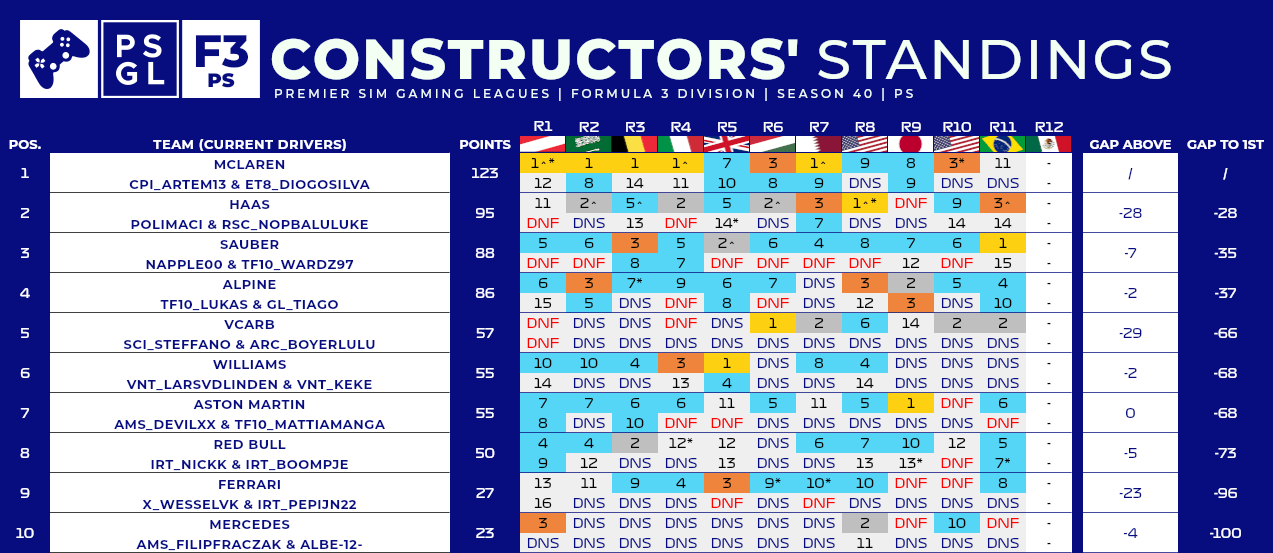 PS
GL
F3
PS
CONSTRUCTORS' STANDINGS
PREMIER SIM GAMING LEAGUES | FORMULA 3 DIVISION | SEASON 40 | PS
R1 R2 R3 R4 R5 R6 R7 R8 R9 R10 R11 R12
POS. TEAM (CURRENT DRIVERS) POINTS GAP ABOVE GAP TO 1ST
MCLAREN 1^* 1 1 1^ 7 3 1^ 9 8 3* 11 -
1 123 / /
CPI_ARTEM13 & ET8_DIOGOSILVA 12 8 14 11 10 8 9 DNS 9 DNS DNS -
HAAS 11 2^ 5^ 2 5 2^ 3 1^* DNF 9 3^ -
2 95 -28 -28
POLIMACI & RSC_NOPBALULUKE DNF DNS 13 DNF 14* DNS 7 DNS DNS 14 14 -
SAUBER 5 6 3 5 2^ 6 4 8 7 6 1 -
3 88 -7 -35
NAPPLE00 & TF10_WARDZ97 DNF DNF 8 7 DNF DNF DNF DNF 12 DNF 15 -
ALPINE 6 3 7* 9 6 7 DNS 3 2 5 4 -
4 86 -2 -37
TF10_LUKAS & GL_TIAGO 15 5 DNS DNF 8 DNF DNS 12 3 DNS 10 -
VCARB DNF DNS DNS DNF DNS 1 2 6 14 2 2 -
5 57 -29 -66
SCI_STEFFANO & ARC_BOYERLULU DNF DNS DNS DNS DNS DNS DNS DNS DNS DNS DNS -
WILLIAMS 10 10 4 3 1 DNS 8 4 DNS DNS DNS -
6 55 -2 -68
VNT_LARSVDLINDEN & VNT_KEKE 14 DNS DNS 13 4 DNS DNS 14 DNS DNS DNS -
ASTON MARTIN 7 7 6 6 11 5 11 5 1 DNF 6 -
7 55 0 -68
AMS_DEVILXX & TF10_MATTIAMANGA 8 DNS 10 DNF DNF DNS DNS DNS DNS DNS DNF -
RED BULL 4 4 2 12* 12 DNS 6 7 10 12 5 -
8 50 -5 -73
IRT_NICKK & IRT_BOOMPJE 9 12 DNS DNS 13 DNS DNS 13 13* DNF 7* -
FERRARI 13 11 9 4 3 9* 10* 10 DNF DNF 8 -
9 27 -23 -96
X_WESSELVK & IRT_PEPIJN22 16 DNS DNS DNS DNF DNS DNF DNS DNS DNS DNS -
MERCEDES 3 DNS DNS DNS DNS DNS DNS 2 DNF 10 DNF -
10 23 -4 -100
AMS_FILIPFRACZAK & ALBE-12- DNS DNS DNS DNS DNS DNS DNS 11 DNS DNS DNS -